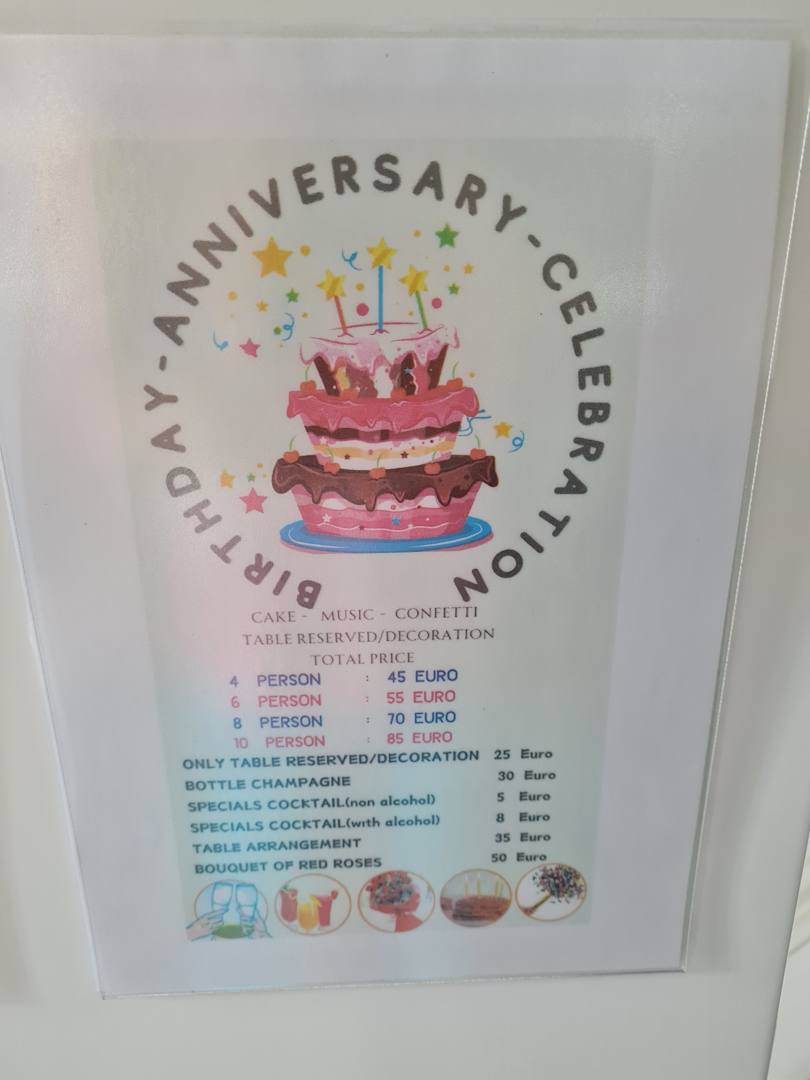 BIRTHDAY-ANNIVERSARY-CELEBRATION
CAKE - MUSIC - CONFETTI
TABLE RESERVED/DECORATION
TOTAL PRICE
4 PERSON : 45 EURO
6 PERSON : 55 EURO
8 PERSON : 70 EURO
10 PERSON : 85 EURO
ONLY TABLE RESERVED/DECORATION 25 Euro
BOTTLE CHAMPAGNE 30 Euro
SPECIALS COCKTAIL(non alcohol) 5 Euro
SPECIALS COCKTAIL(with alcohol) 8 Euro
TABLE ARRANGEMENT 35 Euro
BOUQUET OF RED ROSES 50 Euro